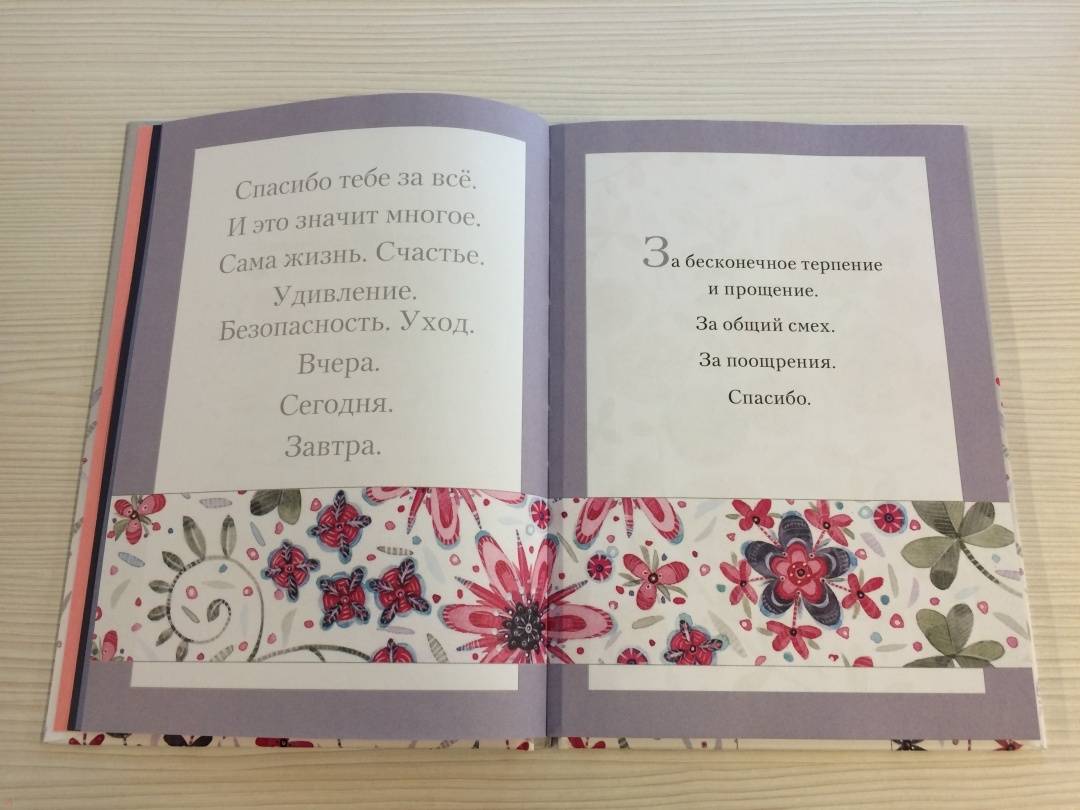 Спасибо тебе за всё.
И это значит многое.
Сама жизнь. Счастье.
Удивление.
Безопасность. Уход.
Вчера.
Сегодня.
Завтра.
За бесконечное терпение
и прощение.
За общий смех.
За поощрения.
Спасибо.